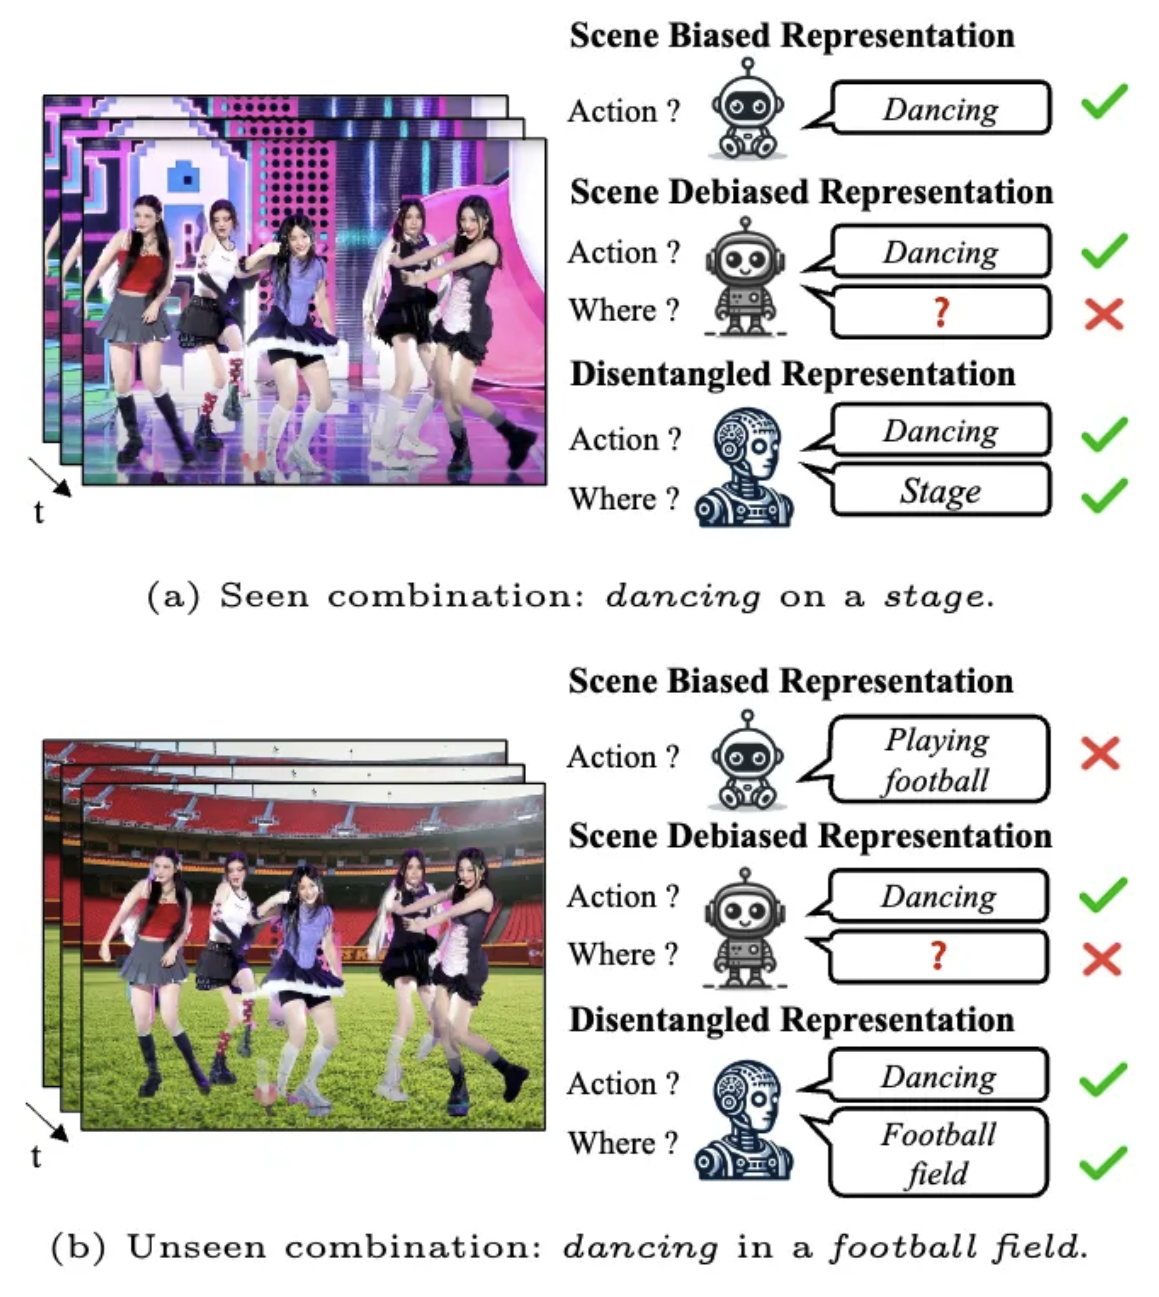 Scene Biased Representation
Action ?
Dancing
Scene Debiased Representation
Action ?
Dancing
Where ?
?
Disentangled Representation
Action ?
Dancing
Where ?
Stage
t
(a) Seen combination: dancing on a stage.
Scene Biased Representation
Action ?
Playing
football
Scene Debiased Representation
Action ?
Dancing
Where ?
?
Disentangled Representation
Action ?
Dancing
Where ?
Football
field
t
(b) Unseen combination: dancing in a football field.